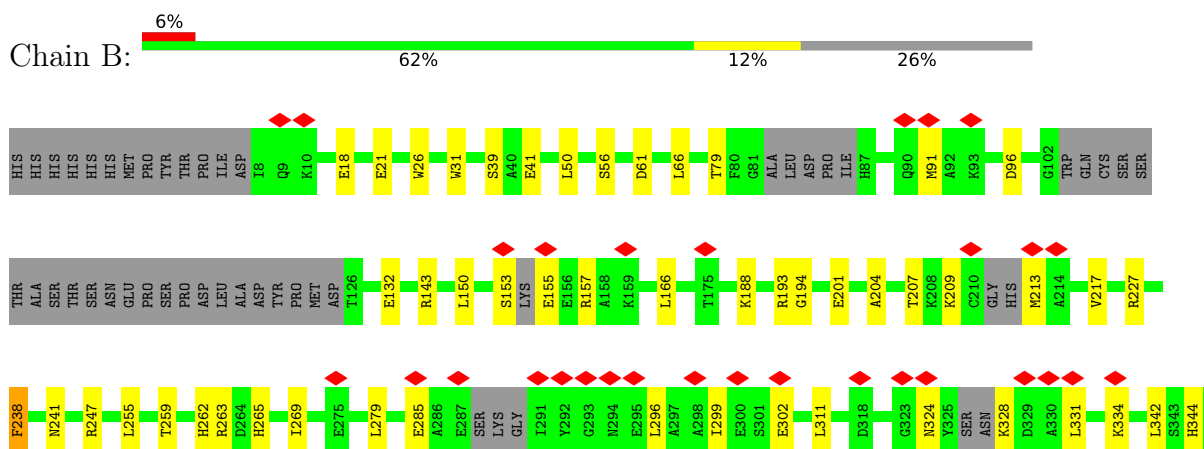 6%
Chain B:
62% 12% 26%
HIS HIS HIS HIS HIS HIS MET PRO TYR THR PRO ILE ASP I8 Q9 K10 E18 E21 W26 W31 S39 A40 E41 L50 S56 D61 L66 T79 F80 G81 ALA LEU ASP PRO ILE H87 Q90 M91 A92 K93 D96 G102 TRP GLN CYS SER SER
THR ALA SER THR SER ASN GLU PRO SER PRO ASP LEU ALA ASP TYR PRO MET ASP T126 E132 R143 L150 S153 LYS E155 E156 R157 A158 K159 L166 T175 K188 R193 G194 E201 A204 T207 K208 K209 C210 GLY HIS M213 A214 V217 R227
F238 N241 R247 L255 T259 H262 R263 D264 H265 I269 E275 L279 E285 A286 E287 SER LYS GLY I291 Y292 G293 N294 E295 L296 A297 A298 I299 E300 S301 E302 L311 D318 G323 N324 Y325 SER ASN K328 D329 A330 L331 K334 L342 S343 H344